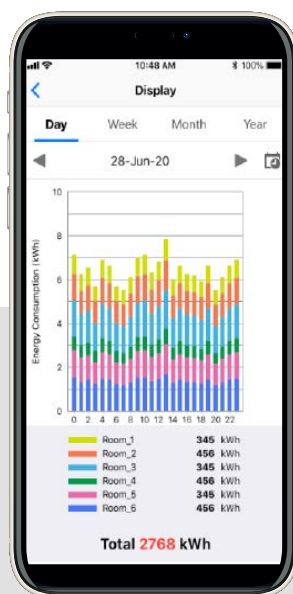 10:48 AM 100%
Display
Day Week Month Year
28-Jun-20
Energy Consumption (kWh)
10
8
6
4
2
0
0 2 4 6 8 10 12 14 16 18 20 22
Room_1 345 kWh
Room_2 456 kWh
Room_3 345 kWh
Room_4 456 kWh
Room_5 345 kWh
Room_6 456 kWh
Total 2768 kWh